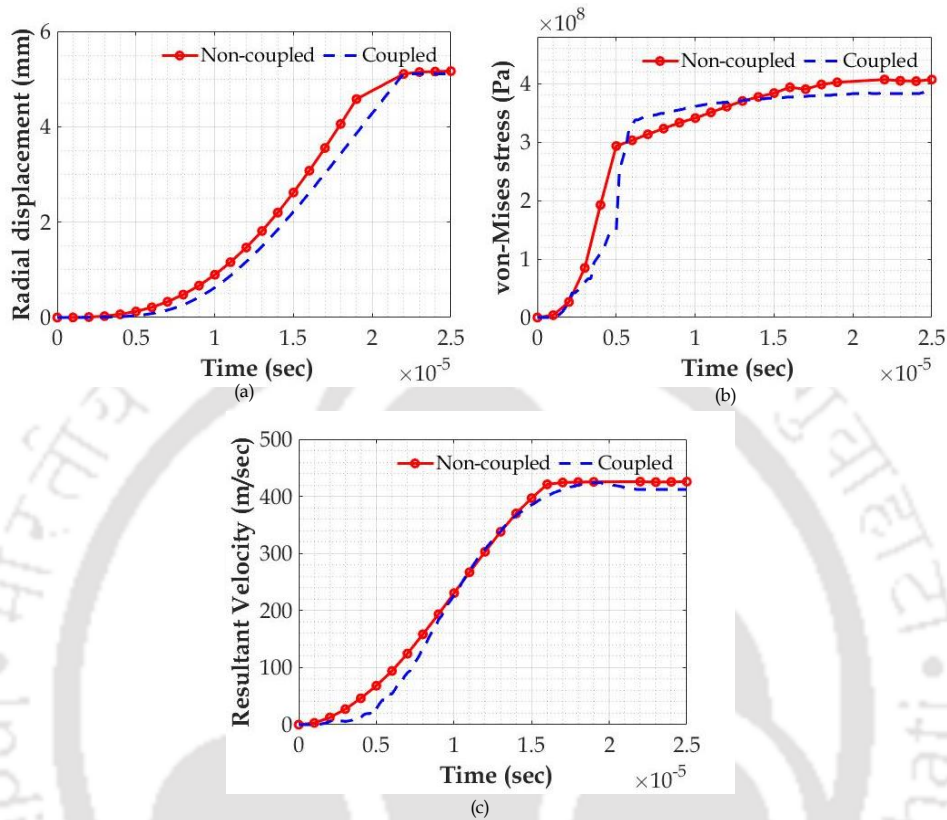 ×10⁸
6
4
2
0
Non-coupled Coupled
Radial displacement (mm)
0 0.5 1 1.5 2 2.5
Time (sec)
×10⁻⁵
(a)
4
3
2
1
0
Non-coupled Coupled
von-Mises stress (Pa)
0 0.5 1 1.5 2 2.5
Time (sec)
×10⁻⁵
(b)
500
400
300
200
100
0
Non-coupled Coupled
Resultant Velocity (m/sec)
0 0.5 1 1.5 2 2.5
Time (sec)
×10⁻⁵
(c)